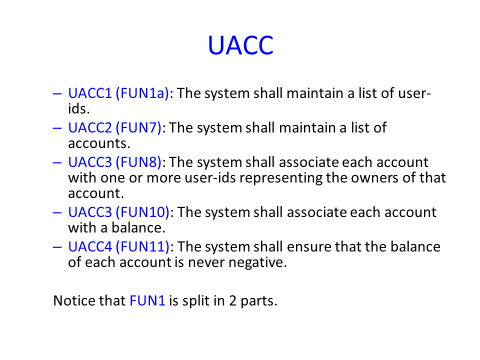 UACC
– UACC1 (FUN1a): The system shall maintain a list of user-
ids.
– UACC2 (FUN7): The system shall maintain a list of
accounts.
– UACC3 (FUN8): The system shall associate each account
with one or more user-ids representing the owners of that
account.
– UACC3 (FUN10): The system shall associate each account
with a balance.
– UACC4 (FUN11): The system shall ensure that the balance
of each account is never negative.
Notice that FUN1 is split in 2 parts.